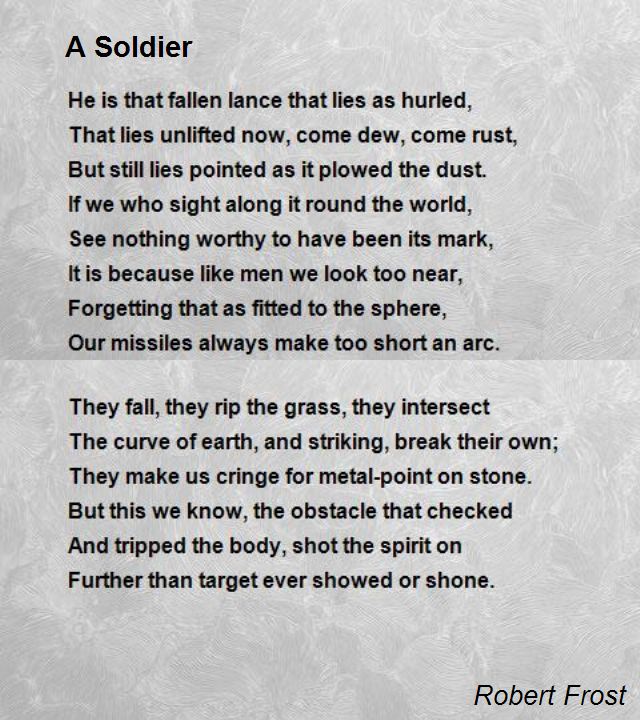 A Soldier
He is that fallen lance that lies as hurled,
That lies unlifted now, come dew, come rust,
But still lies pointed as it plowed the dust.
If we who sight along it round the world,
See nothing worthy to have been its mark,
It is because like men we look too near,
Forgetting that as fitted to the sphere,
Our missiles always make too short an arc.
They fall, they rip the grass, they intersect
The curve of earth, and striking, break their own;
They make us cringe for metal-point on stone.
But this we know, the obstacle that checked
And tripped the body, shot the spirit on
Further than target ever showed or shone.
Robert Frost